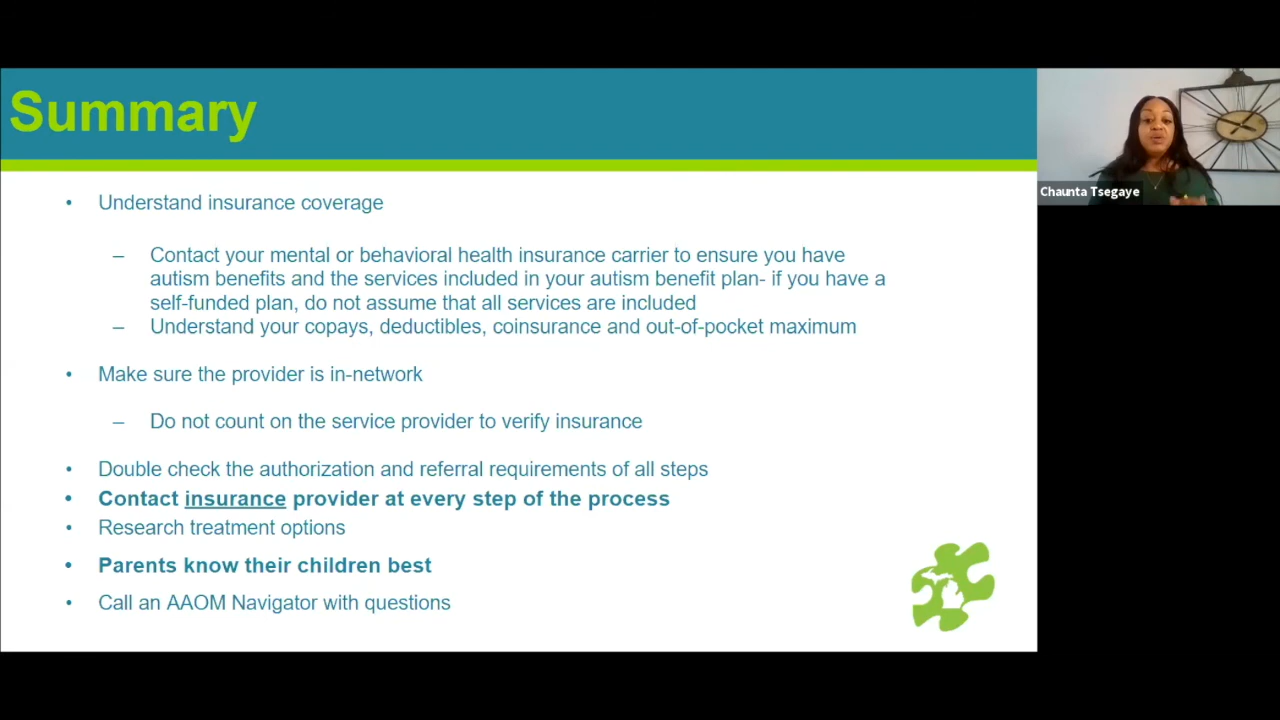 Summary
• Understand insurance coverage
– Contact your mental or behavioral health insurance carrier to ensure you have
autism benefits and the services included in your autism benefit plan- if you have a
self-funded plan, do not assume that all services are included
– Understand your copays, deductibles, coinsurance and out-of-pocket maximum
• Make sure the provider is in-network
– Do not count on the service provider to verify insurance
• Double check the authorization and referral requirements of all steps
• Contact insurance provider at every step of the process
• Research treatment options
• Parents know their children best
• Call an AAOM Navigator with questions
Chaunta Tsegaye